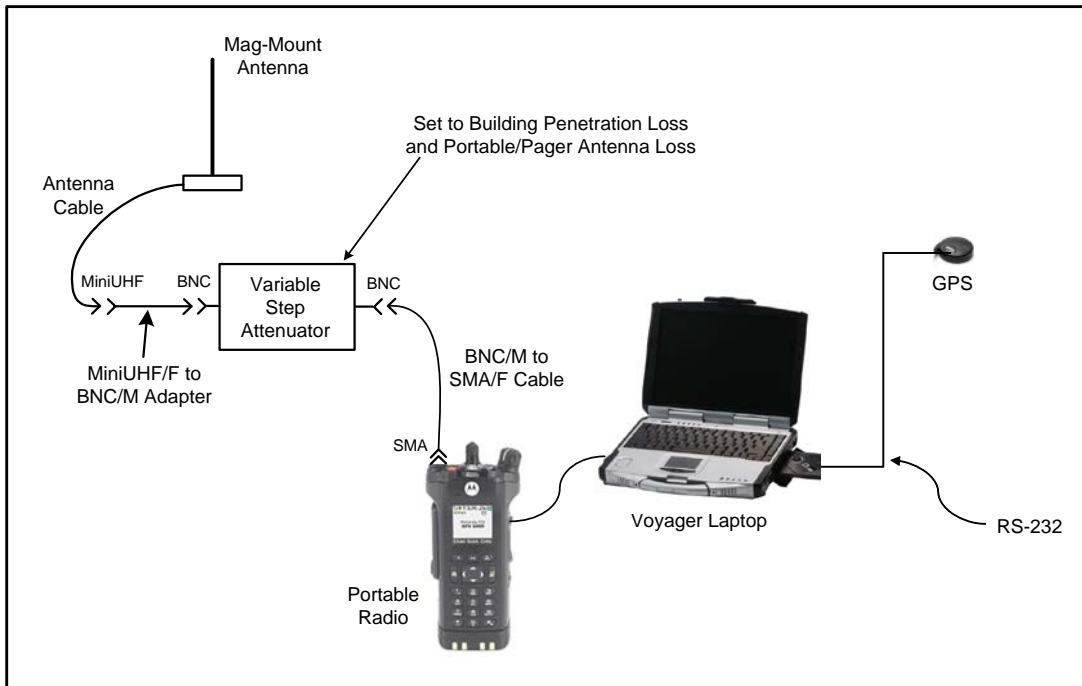 Mag-Mount
Antenna
Set to Building Penetration Loss
and Portable/Pager Antenna Loss
Antenna
Cable
MiniUHF
BNC
Variable
Step
Attenuator
BNC
GPS
MiniUHF/F to
BNC/M Adapter
BNC/M to
SMA/F Cable
SMA
Voyager Laptop
RS-232
Portable
Radio